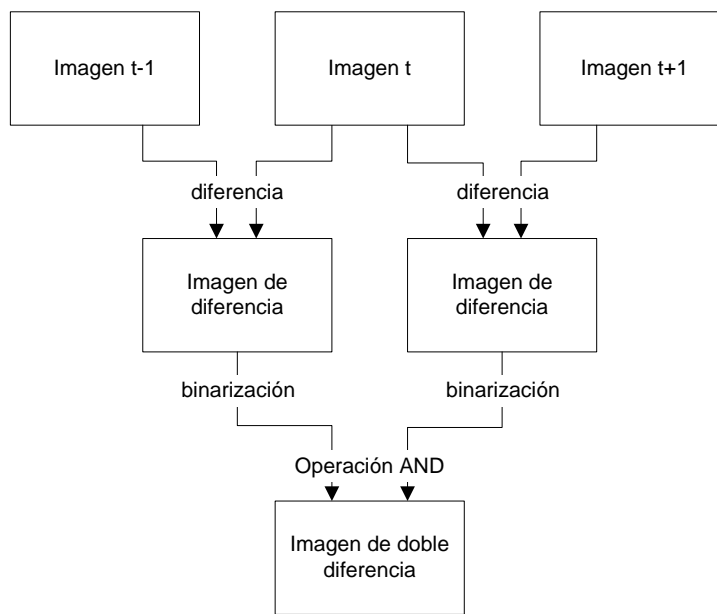 Imagen t-1
Imagen t
Imagen t+1
diferencia
diferencia
Imagen de
diferencia
Imagen de
diferencia
binarización
binarización
Operación AND
Imagen de doble
diferencia